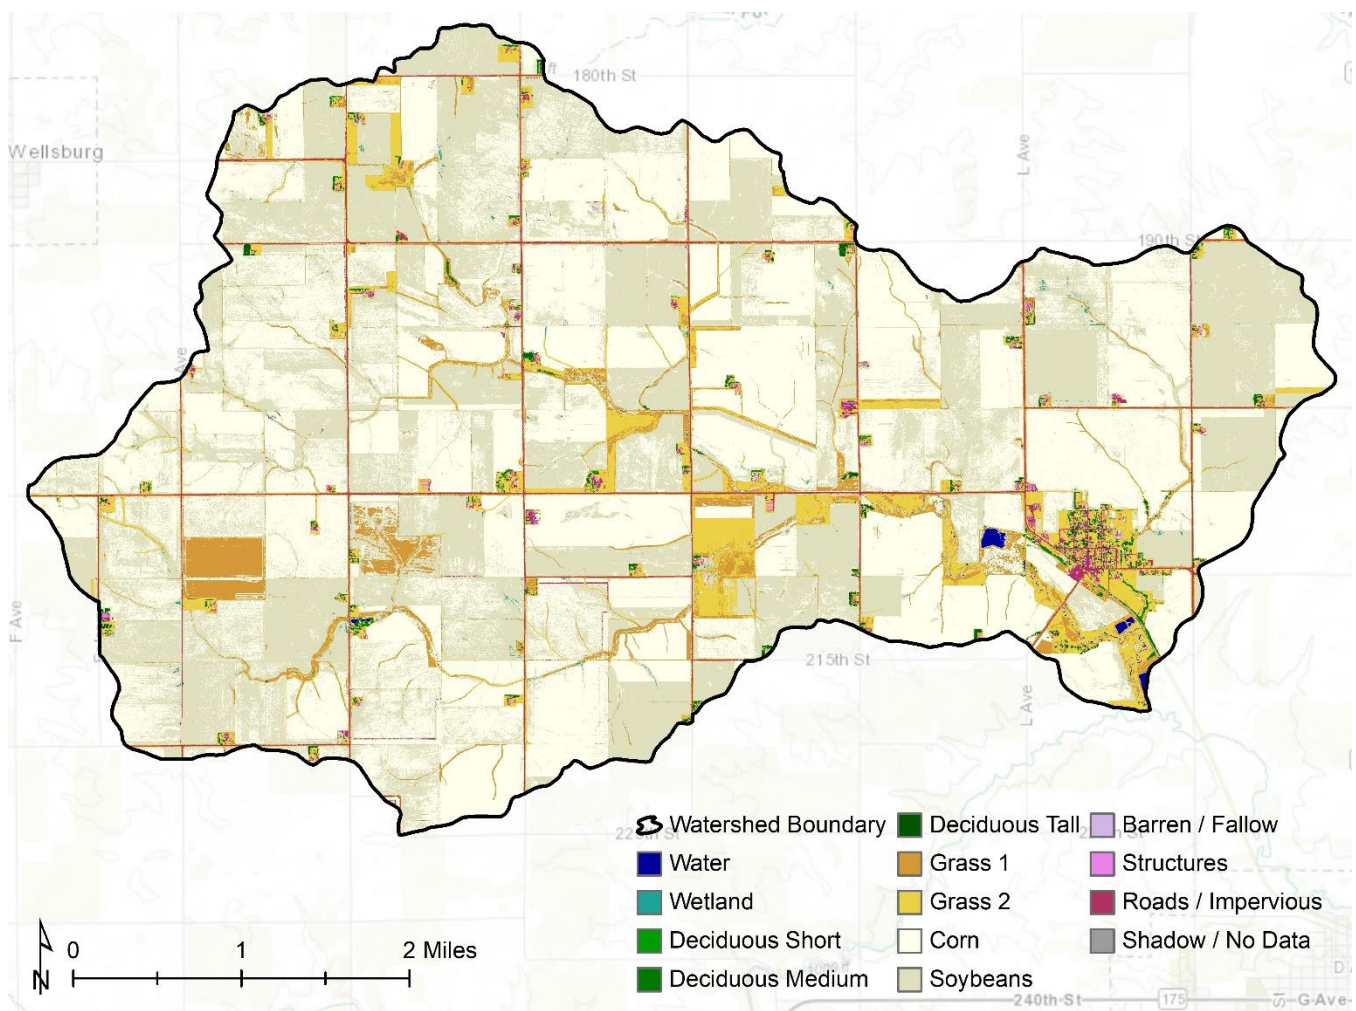 180th St
Wellsburg
L Ave
190th St
Ave
F Ave
215th St
L Ave
Watershed Boundary
Water
Wetland
Deciduous Short
Deciduous Medium
Deciduous Tall
Grass 1
Grass 2
Corn
Soybeans
Barren / Fallow
Structures
Roads / Impervious
Shadow / No Data
0 1 2 Miles
N
240th St
175
G Ave